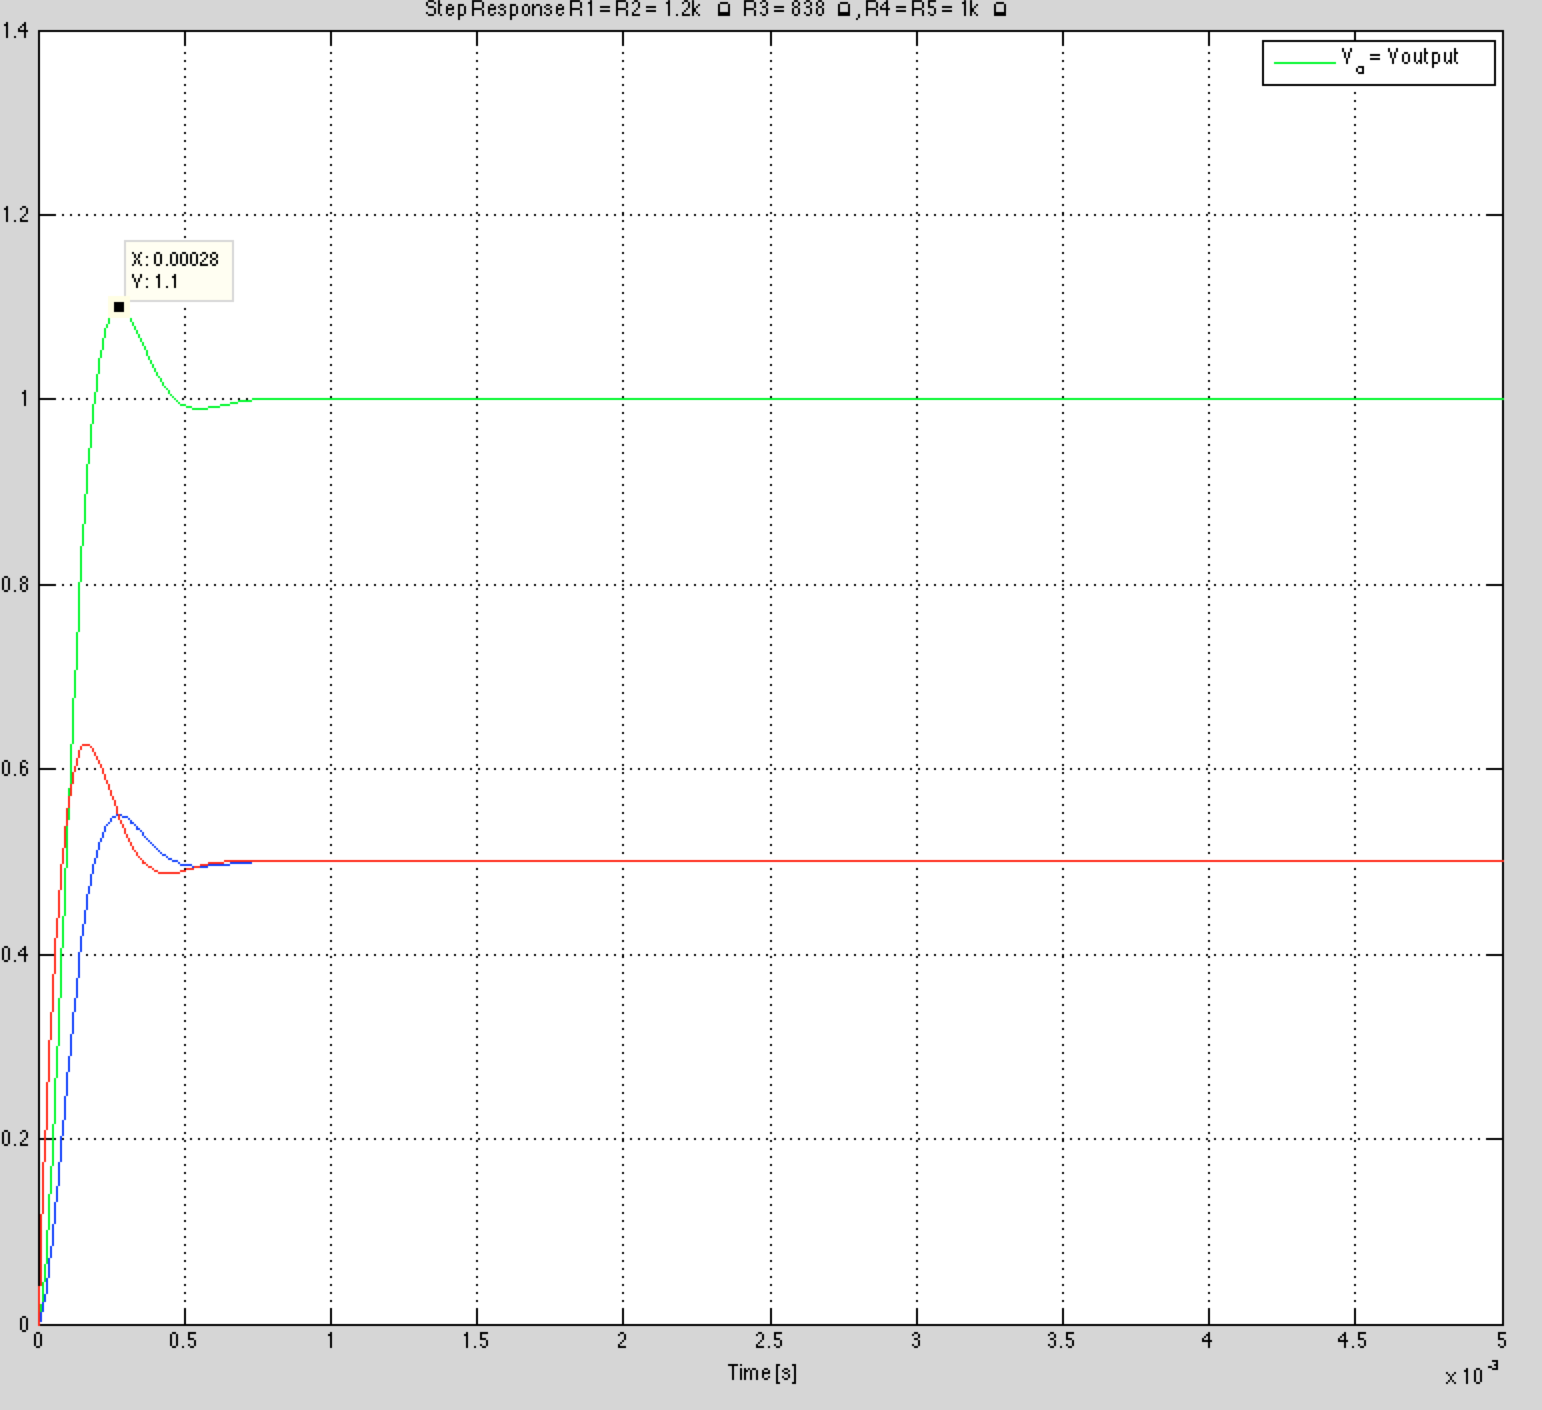 Step Response R1 = R2 = 1.2k □ R3 = 838 □, R4 = R5 = 1k □
1.4
Va = Voutput
1.2
X: 0.00028
Y: 1.1
1
0.8
0.6
0.4
0.2
0
0 0.5 1 1.5 2 2.5 3 3.5 4 4.5 5
Time [s]
x 10-3